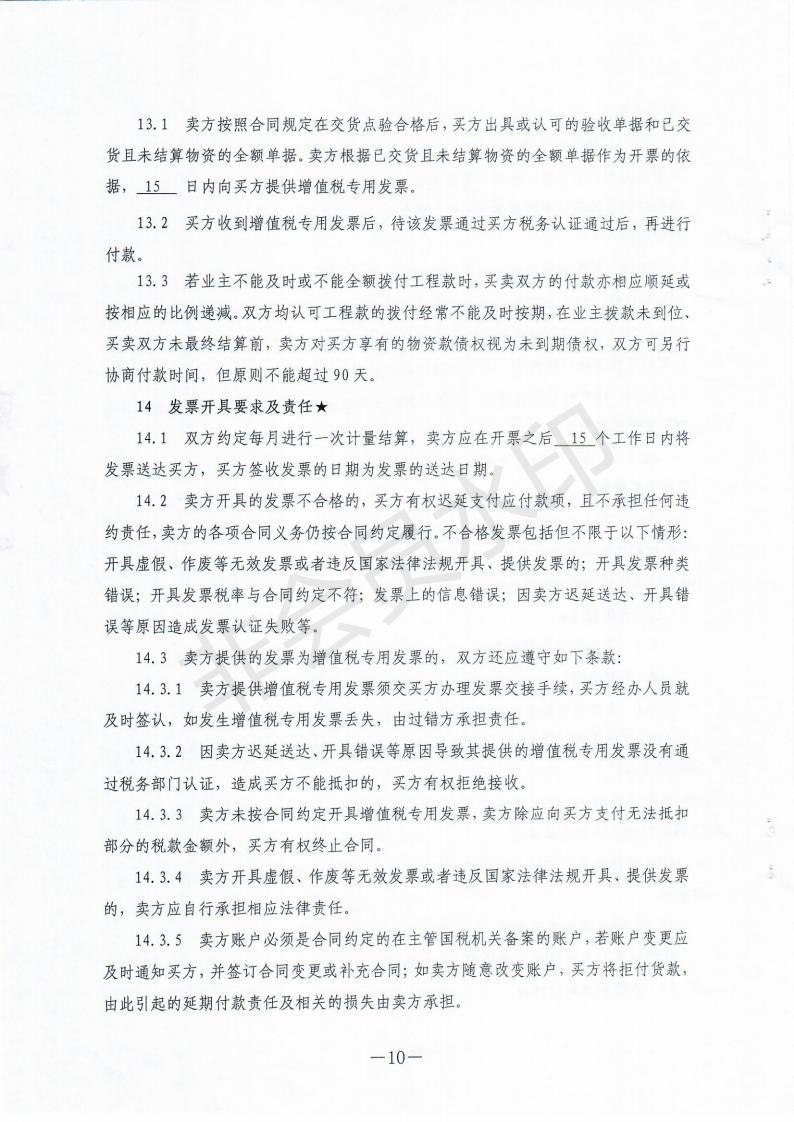 13.1 卖方按照合同规定在交货点验合格后，买方出具或认可的验收单据和已交
货且未结算物资的全额单据。卖方根据已交货且未结算物资的全额单据作为开票的依
据， 15 日内向买方提供增值税专用发票。
13.2 买方收到增值税专用发票后，待该发票通过买方税务认证通过后，再进行
付款。
13.3 若业主不能及时或不能全额拨付工程款时，买卖双方的付款亦相应顺延或
按相应的比例递减。双方均认可工程款的拨付经常不能及时按期，在业主拨款未到位、
买卖双方未最终结算前，卖方对买方享有的物资款债权视为未到期债权，双方可另行
协商付款时间，但原则不能超过 90 天。
14 发票开具要求及责任★
14.1 双方约定每月进行一次计量结算，卖方应在开票之后 15 个工作日内将
发票送达买方，买方签收发票的日期为发票的送达日期。
14.2 卖方开具的发票不合格的，买方有权迟延支付应付款项，且不承担任何违
约责任，卖方的各项合同义务仍按合同约定履行。不合格发票包括但不限于以下情形：
开具虚假、作废等无效发票或者违反国家法律法规开具、提供发票的；开具发票种类
错误；开具发票税率与合同约定不符；发票上的信息错误；因卖方迟延送达、开具错
误等原因造成发票认证失败等。
14.3 卖方提供的发票为增值税专用发票的，双方还应遵守如下条款：
14.3.1 卖方提供增值税专用发票须交买方办理发票交接手续，买方经办人员就
及时签认，如发生增值税专用发票丢失，由过错方承担责任。
14.3.2 因卖方迟延送达、开具错误等原因导致其提供的增值税专用发票没有通
过税务部门认证，造成买方不能抵扣的，买方有权拒绝接收。
14.3.3 卖方未按合同约定开具增值税专用发票，卖方除应向买方支付无法抵扣
部分的税款金额外，买方有权终止合同。
14.3.4 卖方开具虚假、作废等无效发票或者违反国家法律法规开具、提供发票
的，卖方应自行承担相应法律责任。
14.3.5 卖方账户必须是合同约定的在主管国税机关备案的账户，若账户变更应
及时通知买方，并签订合同变更或补充合同；如卖方随意改变账户，买方将拒付货款，
由此引起的延期付款责任及相关的损失由卖方承担。
—10—
非会员水印